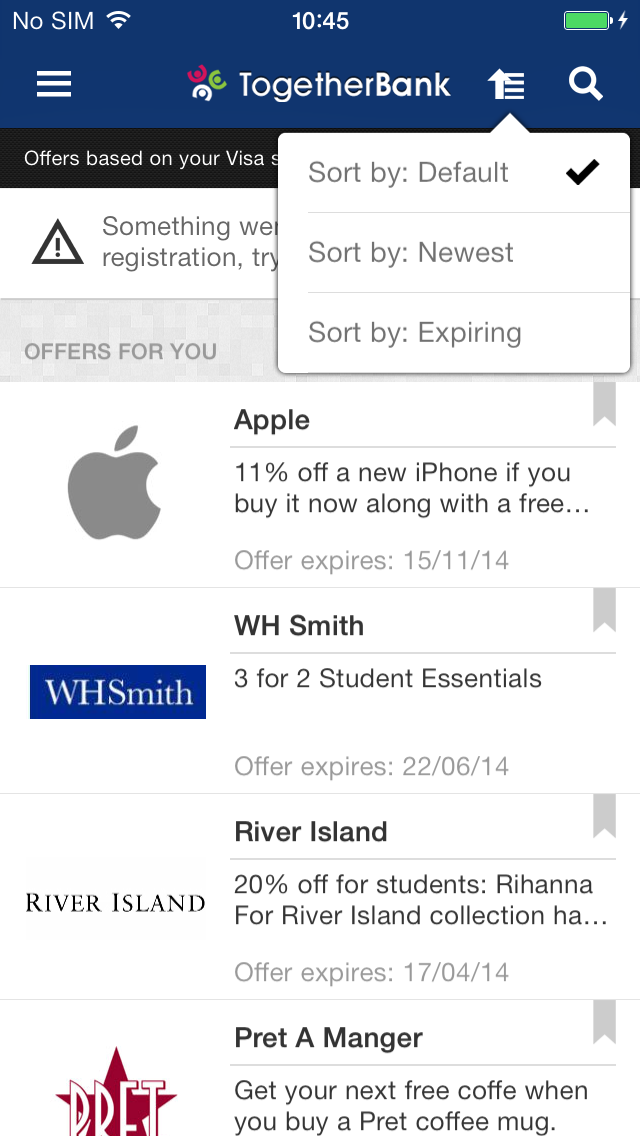 No SIM 10:45
TogetherBank
Offers based on your Visa
Sort by: Default
Something
registration,
Sort by: Newest
Sort by: Expiring
OFFERS FOR YOU
Apple
11% off a new iPhone if you
buy it now along with a free…
Offer expires: 15/11/14
WH Smith
WHSmith
3 for 2 Student Essentials
Offer expires: 22/06/14
River Island
20% off for students: Rihanna
RIVER ISLAND
For River Island collection ha…
Offer expires: 17/04/14
Pret A Manger
Get your next free coffe when
PRET
you buy a Pret coffee mug.